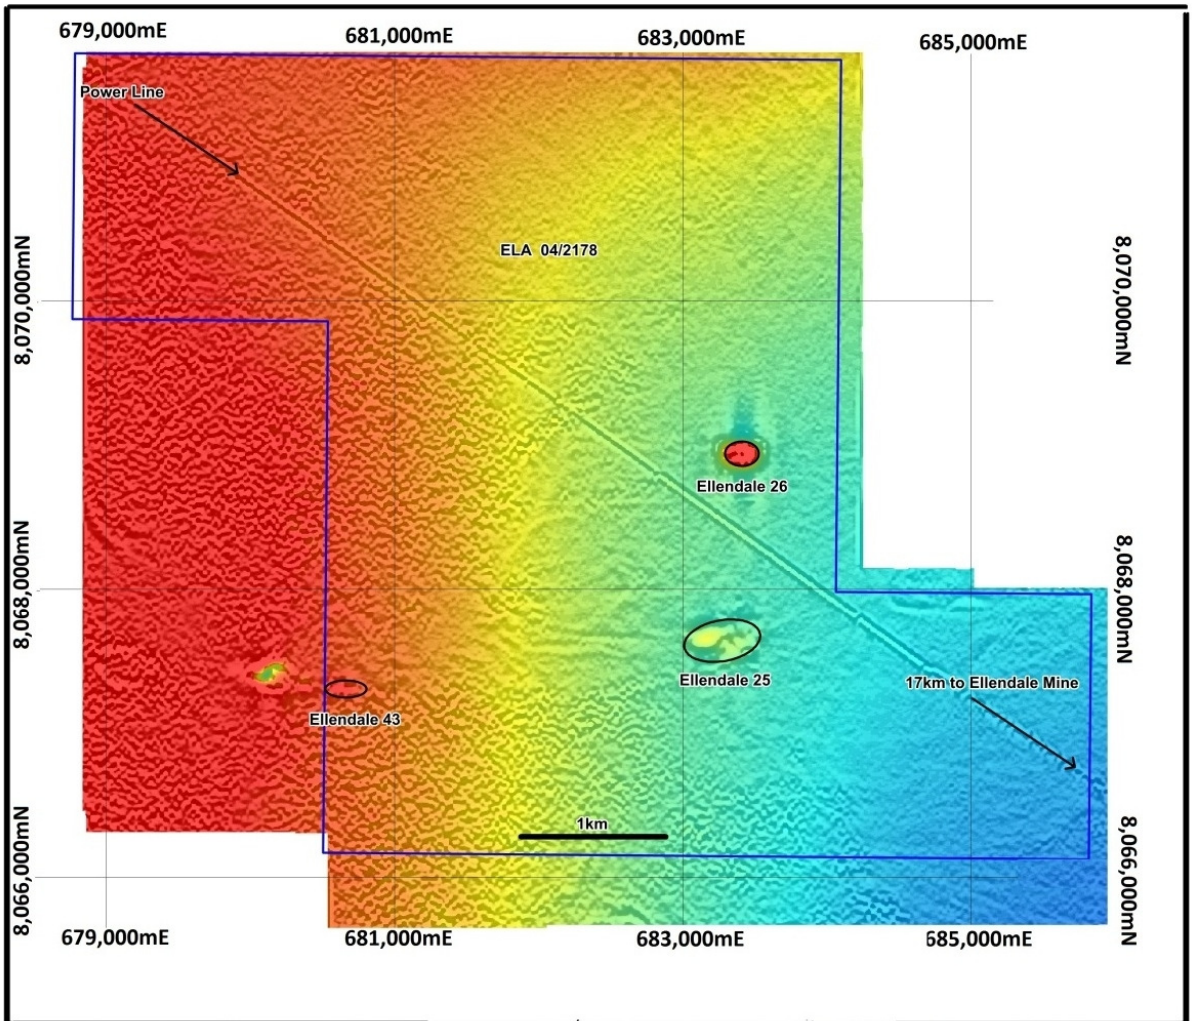 679,000mE
681,000mE
683,000mE
685,000mE
Power Line
ELA 04/2178
8,070,000mN
8,070,000mN
Ellendale 26
8,068,000mN
8,068,000mN
Ellendale 25
17km to Ellendale Mine
Ellendale 43
1km
8,066,000mN
8,066,000mN
679,000mE
681,000mE
683,000mE
685,000mE